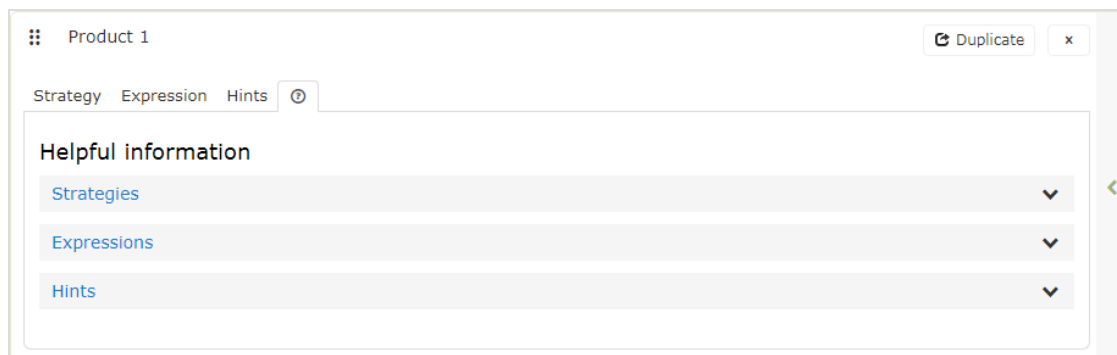 Product 1
Duplicate
x
Strategy Expression Hints
Helpful information
Strategies
Expressions
Hints